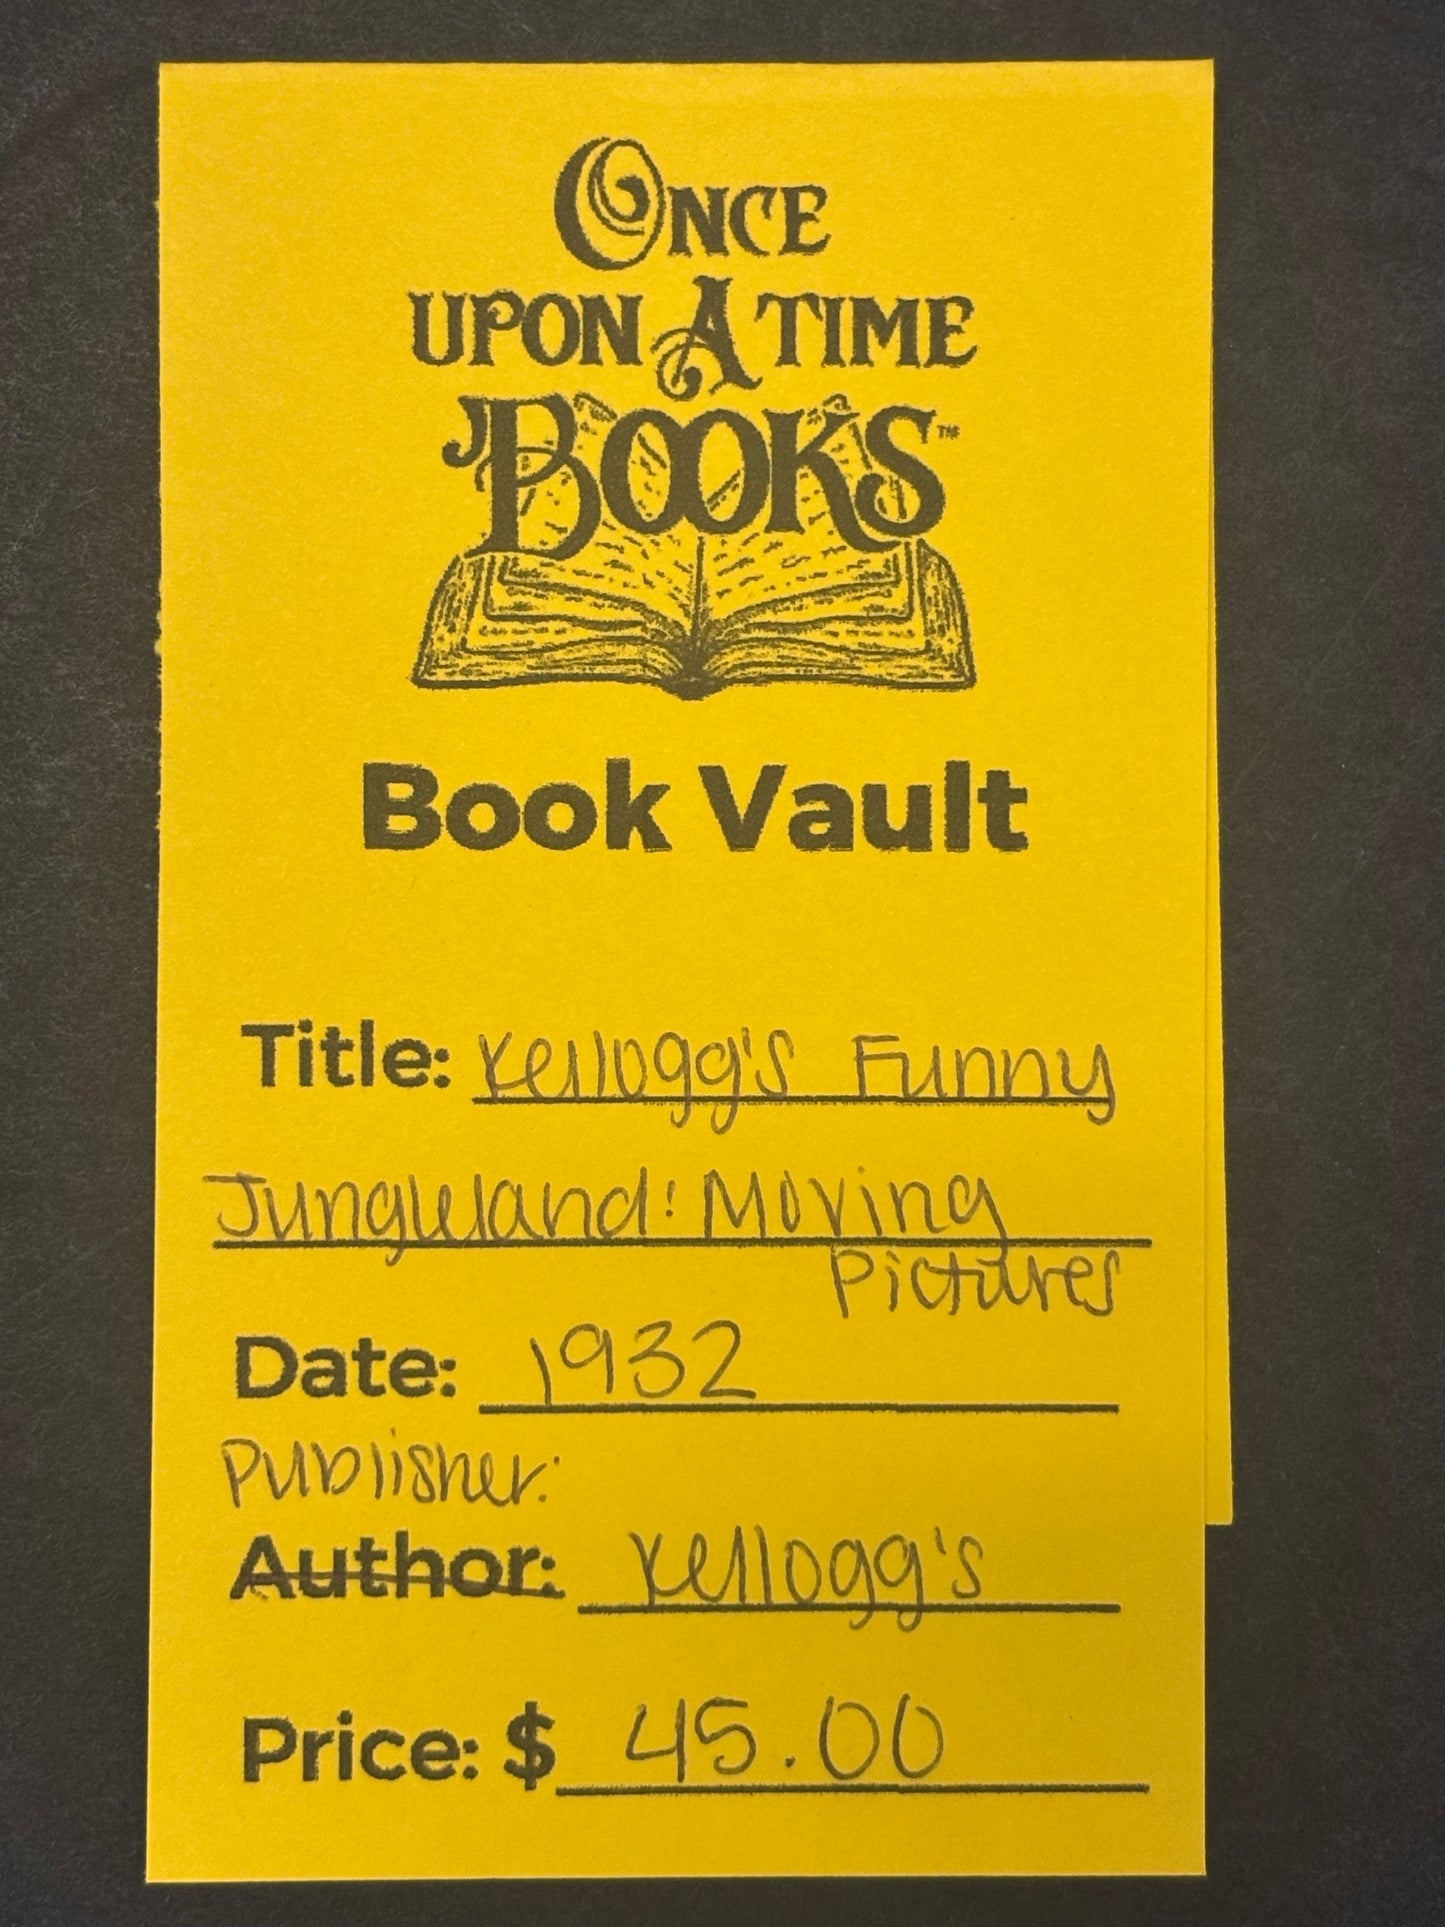 ONCE
UPON A TIME
BOOKS™
Book Vault
Title: Kellogg's Funny
Jungleland: Moving
Pictures
Date: 1932
Publisher:
Author: Kellogg's
Price: $ 45.00